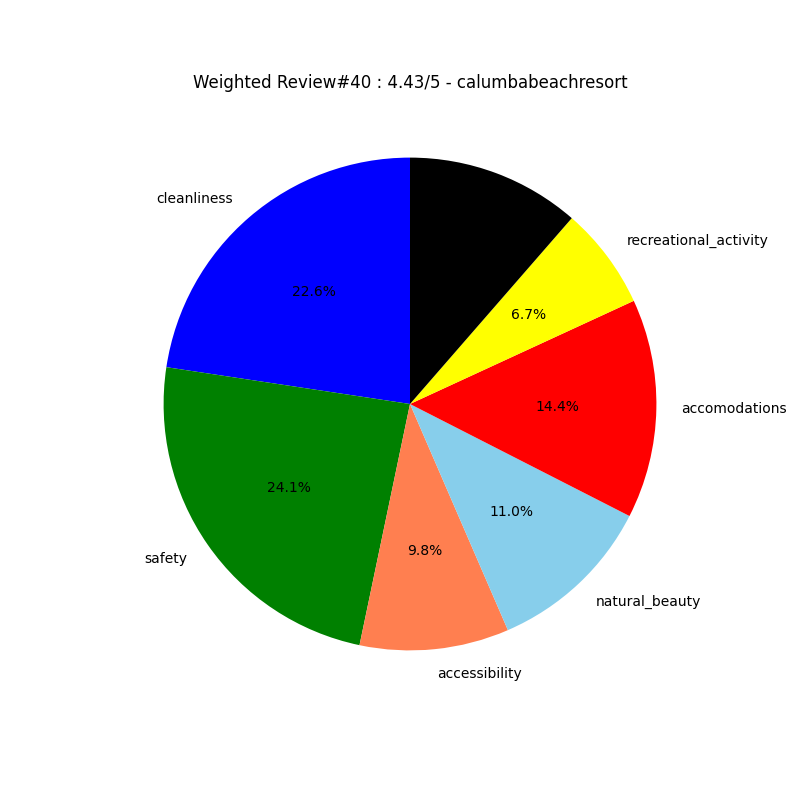 Weighted Review#40 : 4.43/5 - calumbabeachresort
cleanliness
recreational_activity
22.6%
6.7%
14.4%
accomodations
24.1%
11.0%
9.8%
safety
natural_beauty
accessibility